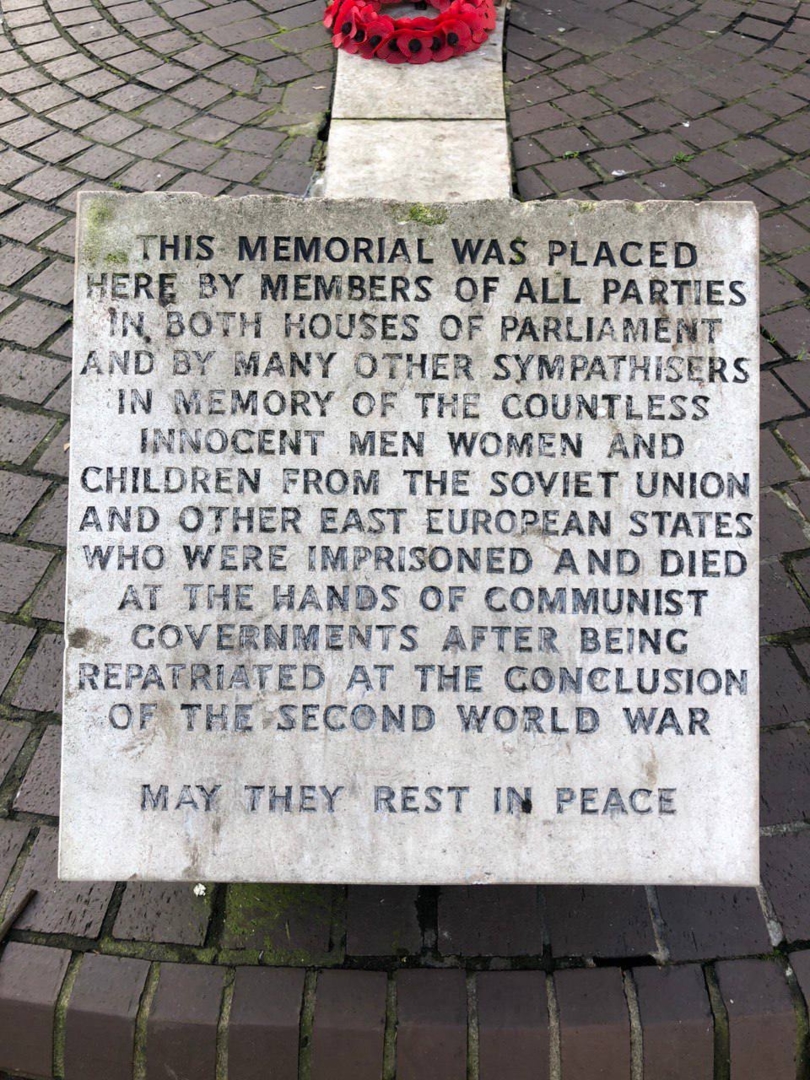 THIS MEMORIAL WAS PLACED
HERE BY MEMBERS OF ALL PARTIES
IN BOTH HOUSES OF PARLIAMENT
AND BY MANY OTHER SYMPATHISERS
IN MEMORY OF THE COUNTLESS
INNOCENT MEN WOMEN AND
CHILDREN FROM THE SOVIET UNION
AND OTHER EAST EUROPEAN STATES
WHO WERE IMPRISONED AND DIED
AT THE HANDS OF COMMUNIST
GOVERNMENTS AFTER BEING
REPATRIATED AT THE CONCLUSION
OF THE SECOND WORLD WAR
MAY THEY REST IN PEACE